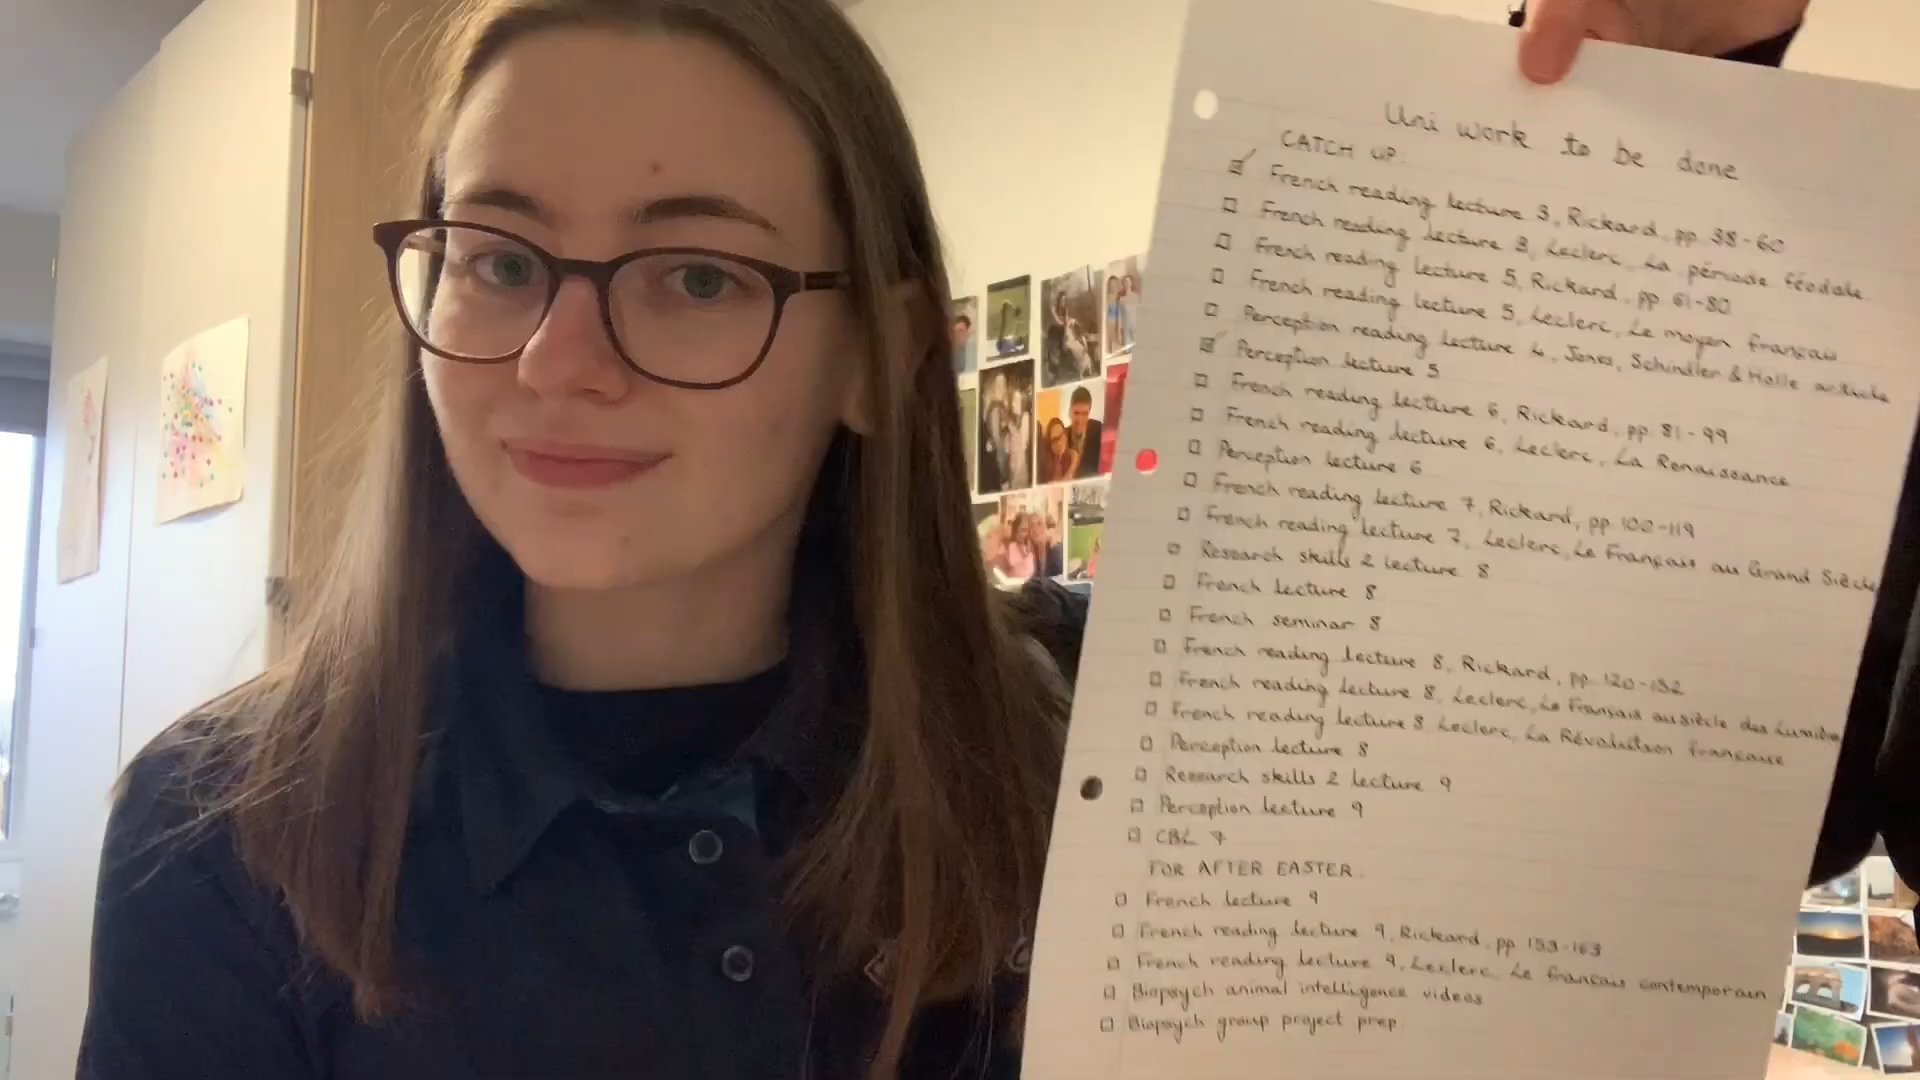 Uni work to be done
CATCH UP:
☑ French reading lecture 3, Rickard, pp. 38-60
☐ French reading lecture 3, Leclerc, La période féodale
☐ French reading lecture 5, Rickard, pp. 61-80
☐ French reading lecture 5, Leclerc, Le moyen français
☐ Perception reading lecture 4, Jones, Schindler & Holle article
☑ Perception lecture 5
☐ French reading lecture 6, Rickard, pp. 81-99
☐ French reading lecture 6, Leclerc, La Renaissance
☐ Perception lecture 6
☐ French reading lecture 7, Rickard, pp 100-119
☐ French reading lecture 7, Leclerc, Le Français au Grand Siècle
☐ Research skills 2 lecture 8
☐ French lecture 8
☐ French seminar 8
☐ French reading lecture 8, Rickard, pp. 120-132
☐ French reading lecture 8, Leclerc, Le Français au siècle des
☐ French reading lecture 8 Leclerc, La Révolution française
☐ Perception lecture 8
☐ Research skills 2 lecture 9
☐ Perception lecture 9
☐ CBL 7
FOR AFTER EASTER
☐ French lecture 9
☐ French reading lecture 9, Rickard, pp 153-163
☐ French reading lecture 9, Leclerc, Le français contemporain
☐ Biopsych animal intelligence videos
☐ Biopsych group project prep